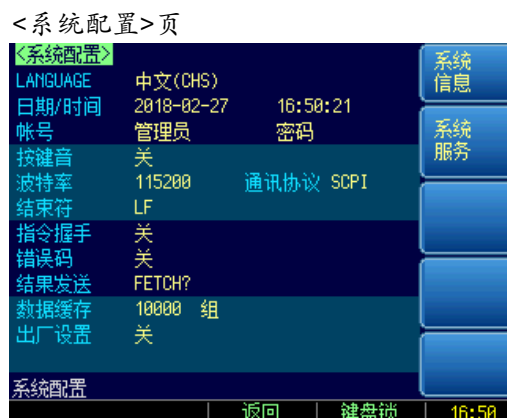 <系统配置>页
<系统配置>
系统
信息
LANGUAGE 中文(CHS)
日期/时间 2018-02-27 16:50:21
帐号 管理员 密码
系统
服务
按键音 关
波特率 115200 通讯协议 SCPI
结束符 LF
指令握手 关
错误码 关
结果发送 FETCH?
数据缓存 10000 组
出厂设置 关
系统配置
返回 键盘锁 16:50